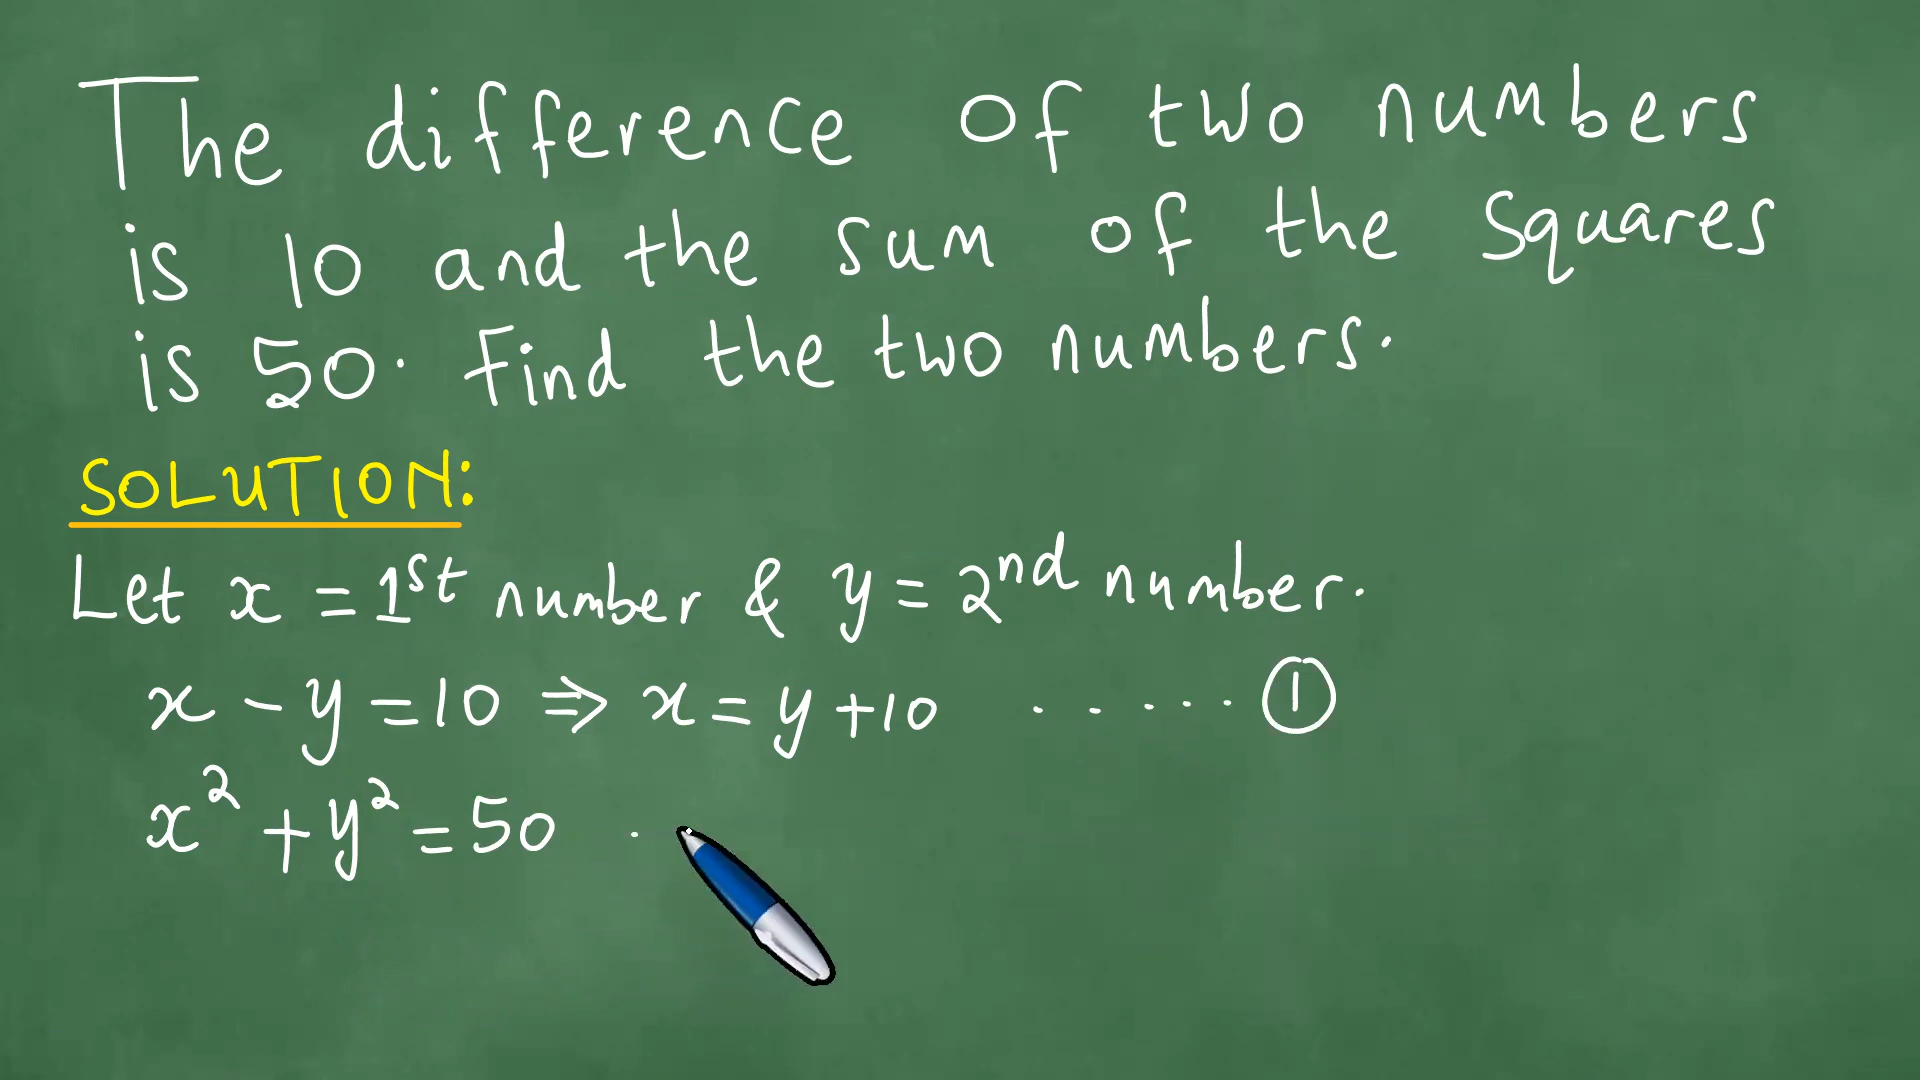 The difference of two numbers
is 10 and the sum of the squares
is 50. Find the two numbers.
SOLUTION:
Let x = 1st number & y = 2nd number.
x - y = 10 ⇒ x = y + 10 ..... ①
x² + y² = 50 .